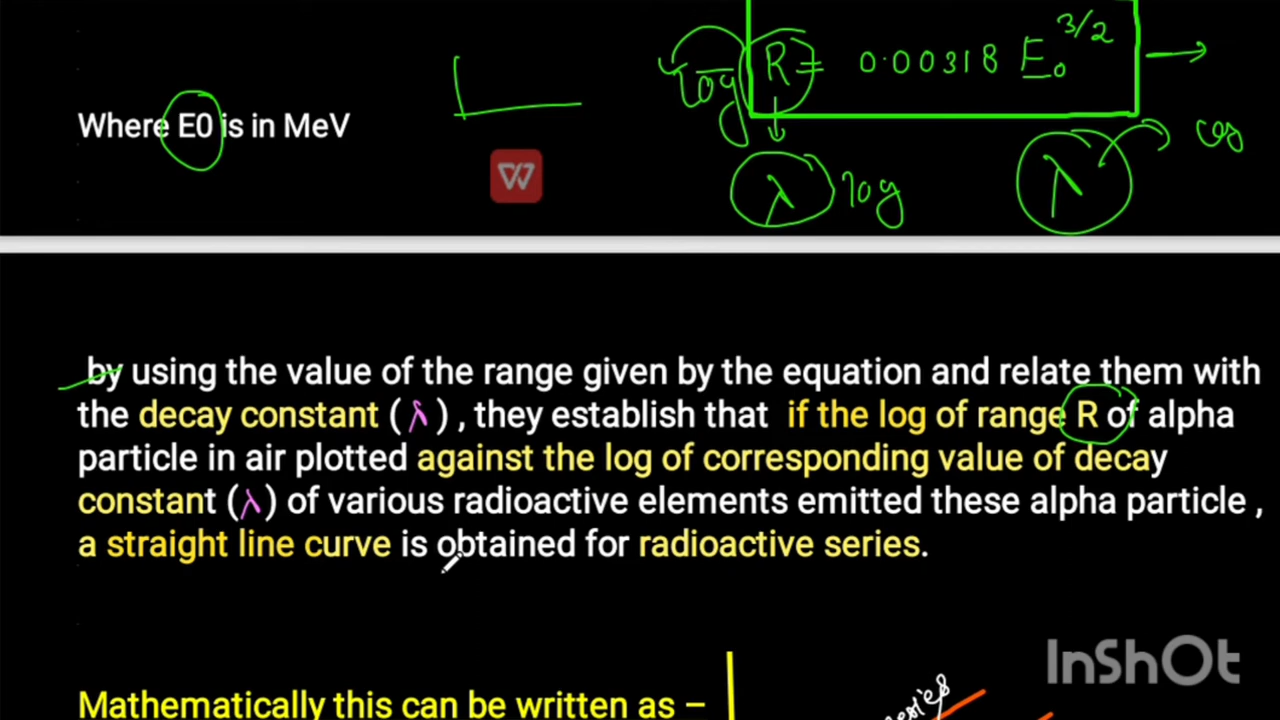 R = 0.00318 E₀^3/2
log
Where E0 is in MeV
λ log
λ
by using the value of the range given by the equation and relate them with
the decay constant (λ) , they establish that if the log of range R of alpha
particle in air plotted against the log of corresponding value of decay
constant (λ) of various radioactive elements emitted these alpha particle ,
a straight line curve is obtained for radioactive series.
InShOt
Mathematically this can be written as –